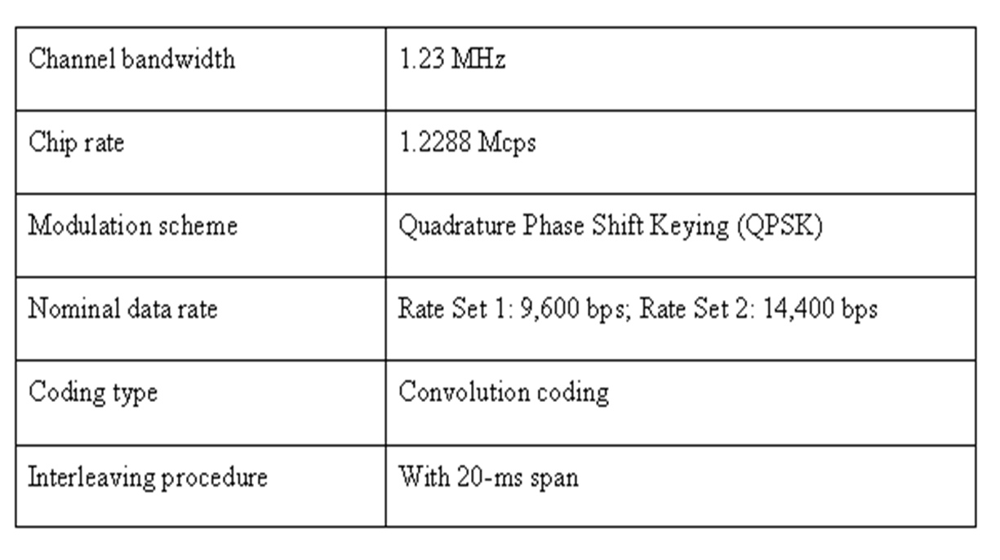 Channel bandwidth 1.23 MHz
Chip rate 1.2288 Mcps
Modulation scheme Quadrature Phase Shift Keying (QPSK)
Nominal data rate Rate Set 1: 9,600 bps; Rate Set 2: 14,400 bps
Coding type Convolution coding
Interleaving procedure With 20-ms span